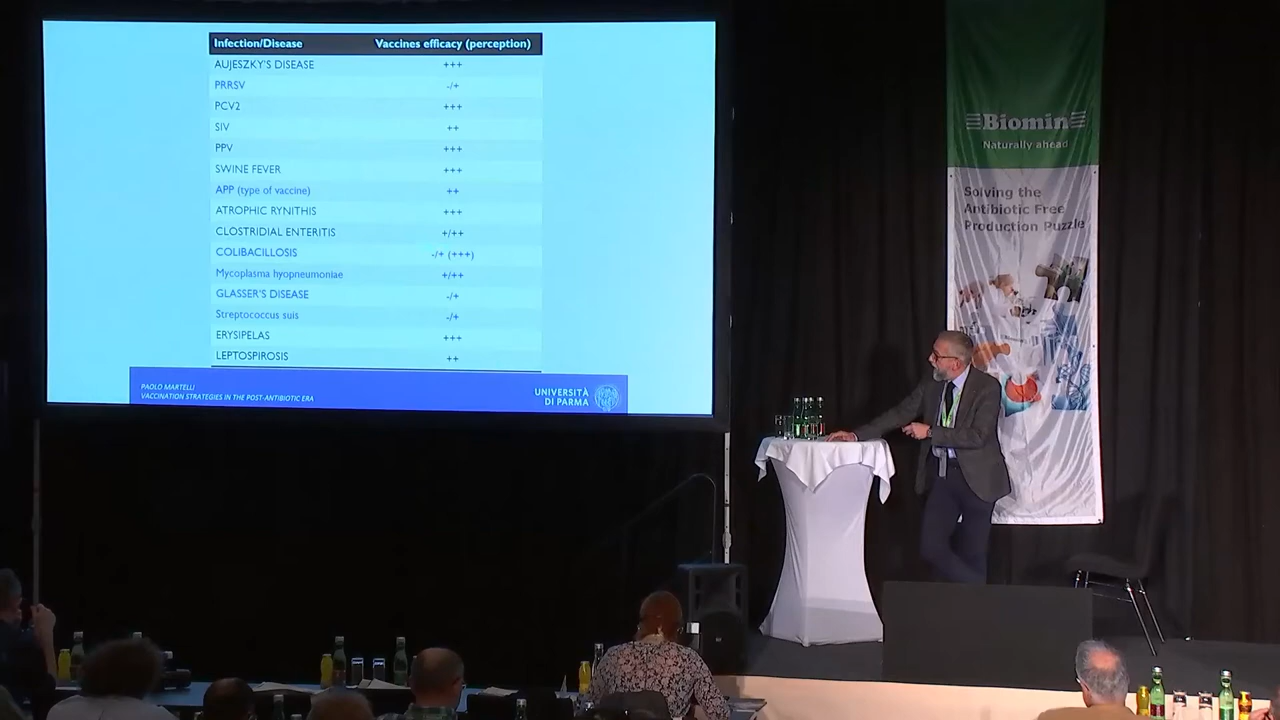 Infection/Disease Vaccines efficacy (perception)
AUJESZKY'S DISEASE +++
PRRSV -/+
PCV2 +++
SIV ++
PPV +++
SWINE FEVER +++
APP (type of vaccine) ++
ATROPHIC RYNITHIS +++
CLOSTRIDIAL ENTERITIS +/++
COLIBACILLOSIS -/+ (+++)
Mycoplasma hyopneumoniae +/++
GLASSER'S DISEASE -/+
Streptococcus suis -/+
ERYSIPELAS +++
LEPTOSPIROSIS ++
PAOLO MARTELLI
VACCINATION STRATEGIES IN THE POST-ANTIBIOTIC ERA
UNIVERSITÀ
DI PARMA
Biomin
Naturally ahead
Solving the
Antibiotic Free
Production Puzzle